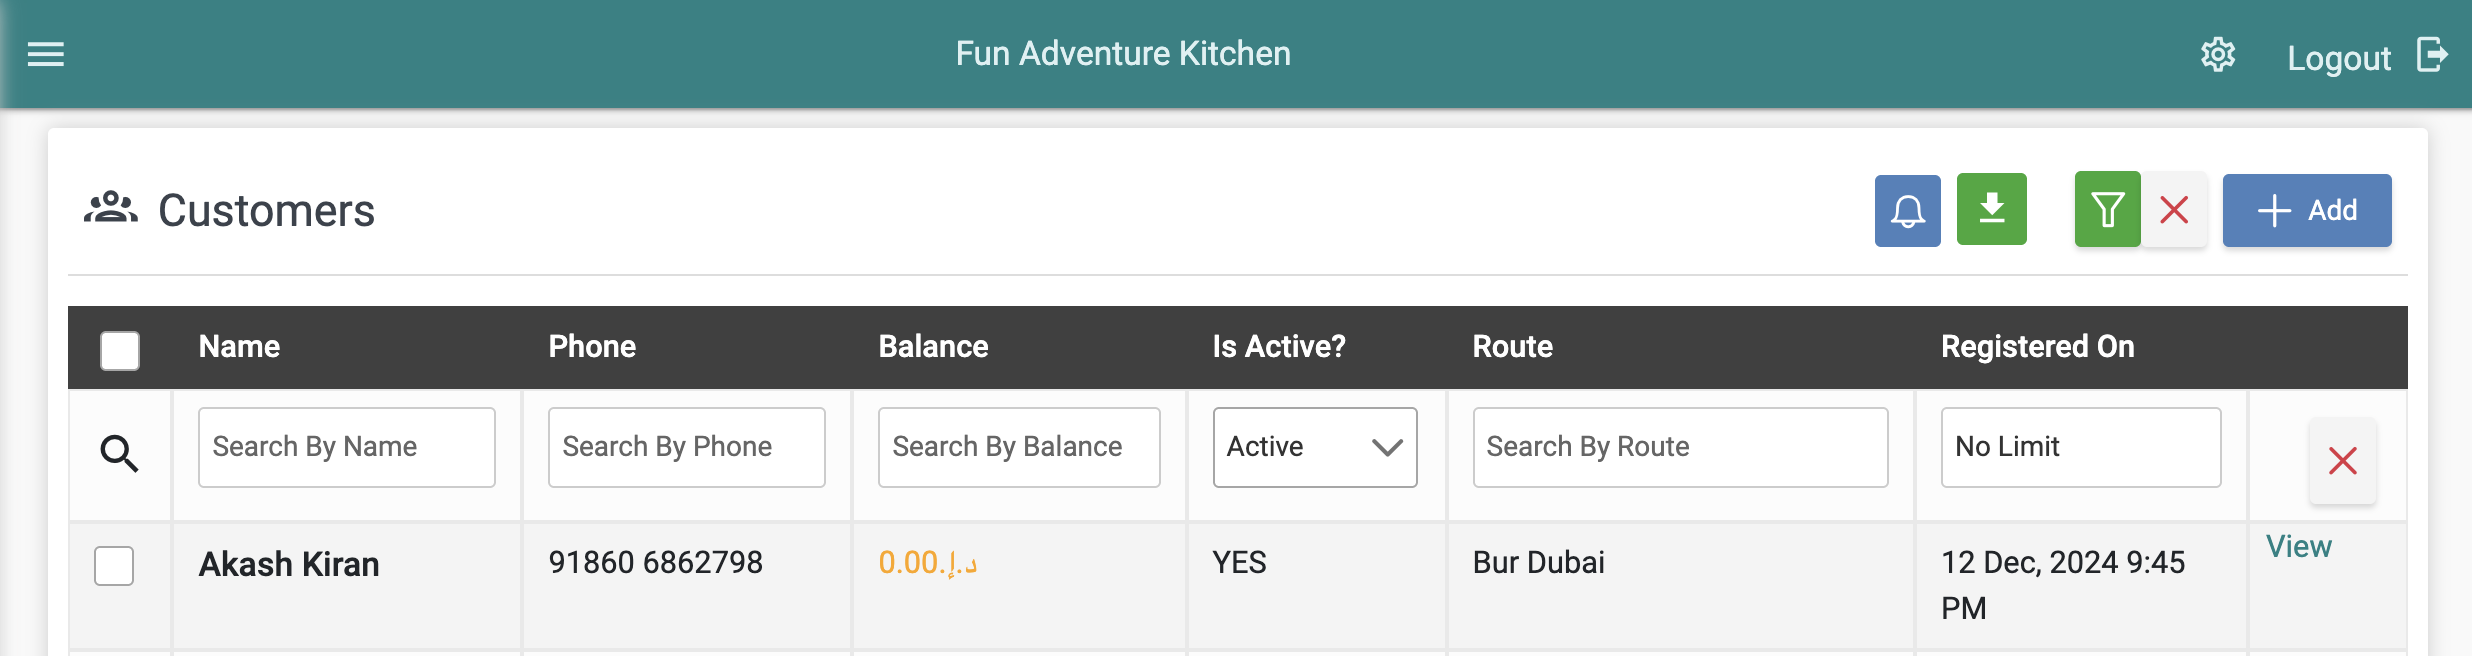 Fun Adventure Kitchen
Logout
Customers
Add
Name Phone Balance Is Active? Route Registered On
Search By Name Search By Phone Search By Balance Active Search By Route No Limit
Akash Kiran 91860 6862798 0.00.د.إ YES Bur Dubai 12 Dec, 2024 9:45 PM View